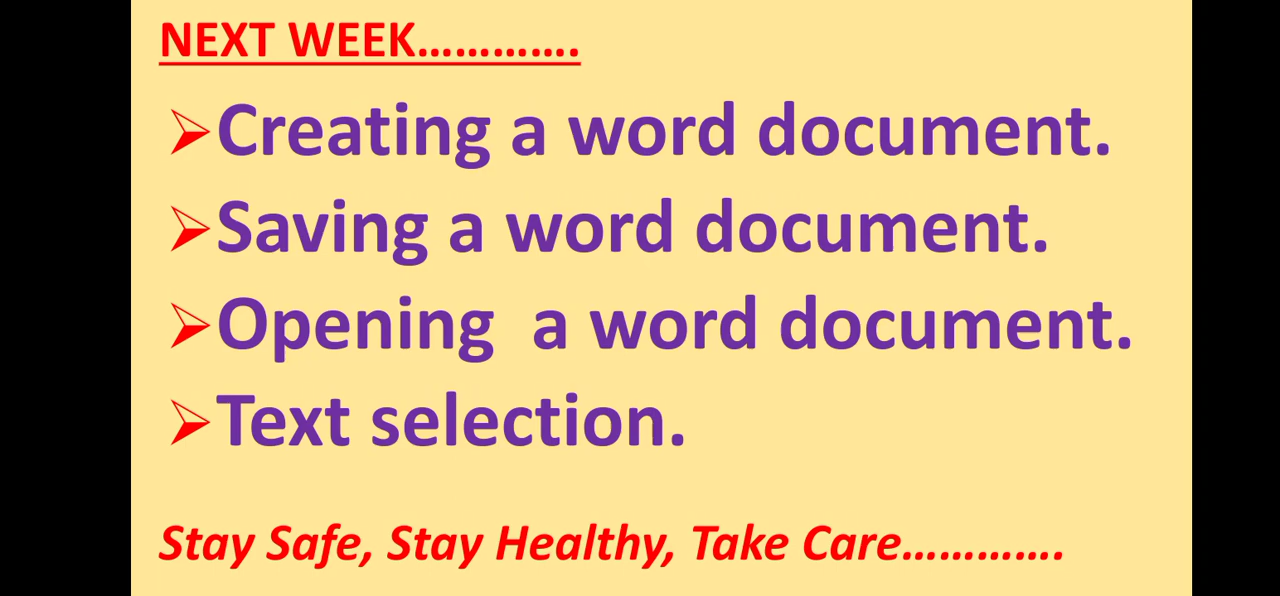 NEXT WEEK………….
➢Creating a word document.
➢Saving a word document.
➢Opening  a word document.
➢Text selection.
Stay Safe, Stay Healthy, Take Care………….